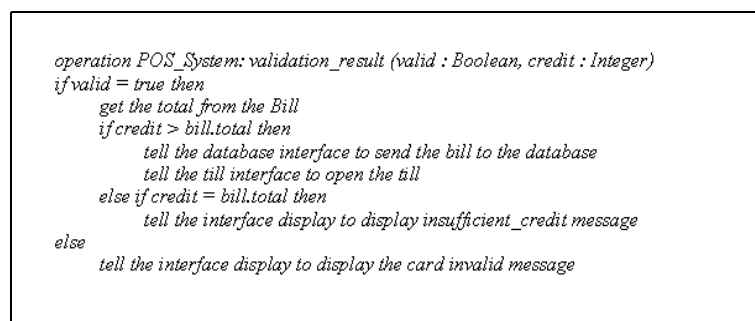 operation POS_System: validation_result (valid : Boolean, credit : Integer)
if valid = true then
get the total from the Bill
if credit > bill.total then
tell the database interface to send the bill to the database
tell the till interface to open the till
else if credit = bill.total then
tell the interface display to display insufficient_credit message
else
tell the interface display to display the card invalid message